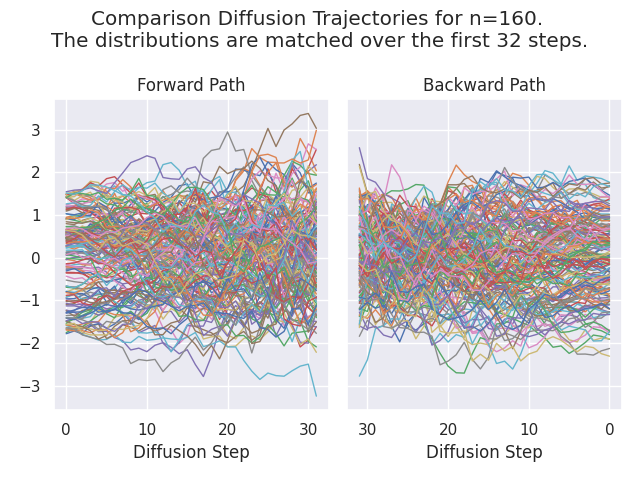 Comparison Diffusion Trajectories for n=160.
The distributions are matched over the first 32 steps.
Forward Path
Backward Path
3
2
1
0
−1
−2
−3
0 10 20 30
30 20 10 0
Diffusion Step
Diffusion Step